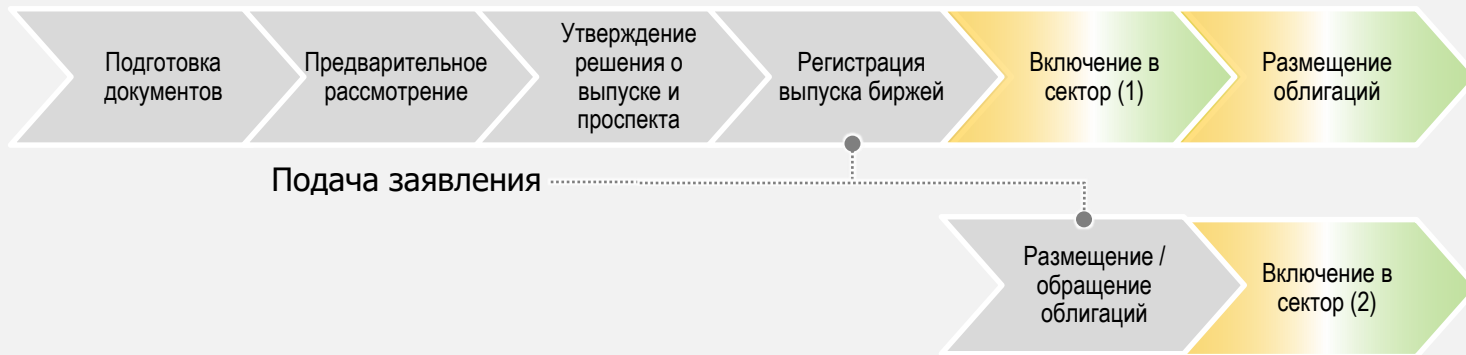 Подготовка
документов
Предварительное
рассмотрение
Утверждение
решения о
выпуске и
проспекта
Регистрация
выпуска биржей
Включение в
сектор (1)
Размещение
облигаций
Подача заявления
Размещение /
обращение
облигаций
Включение в
сектор (2)